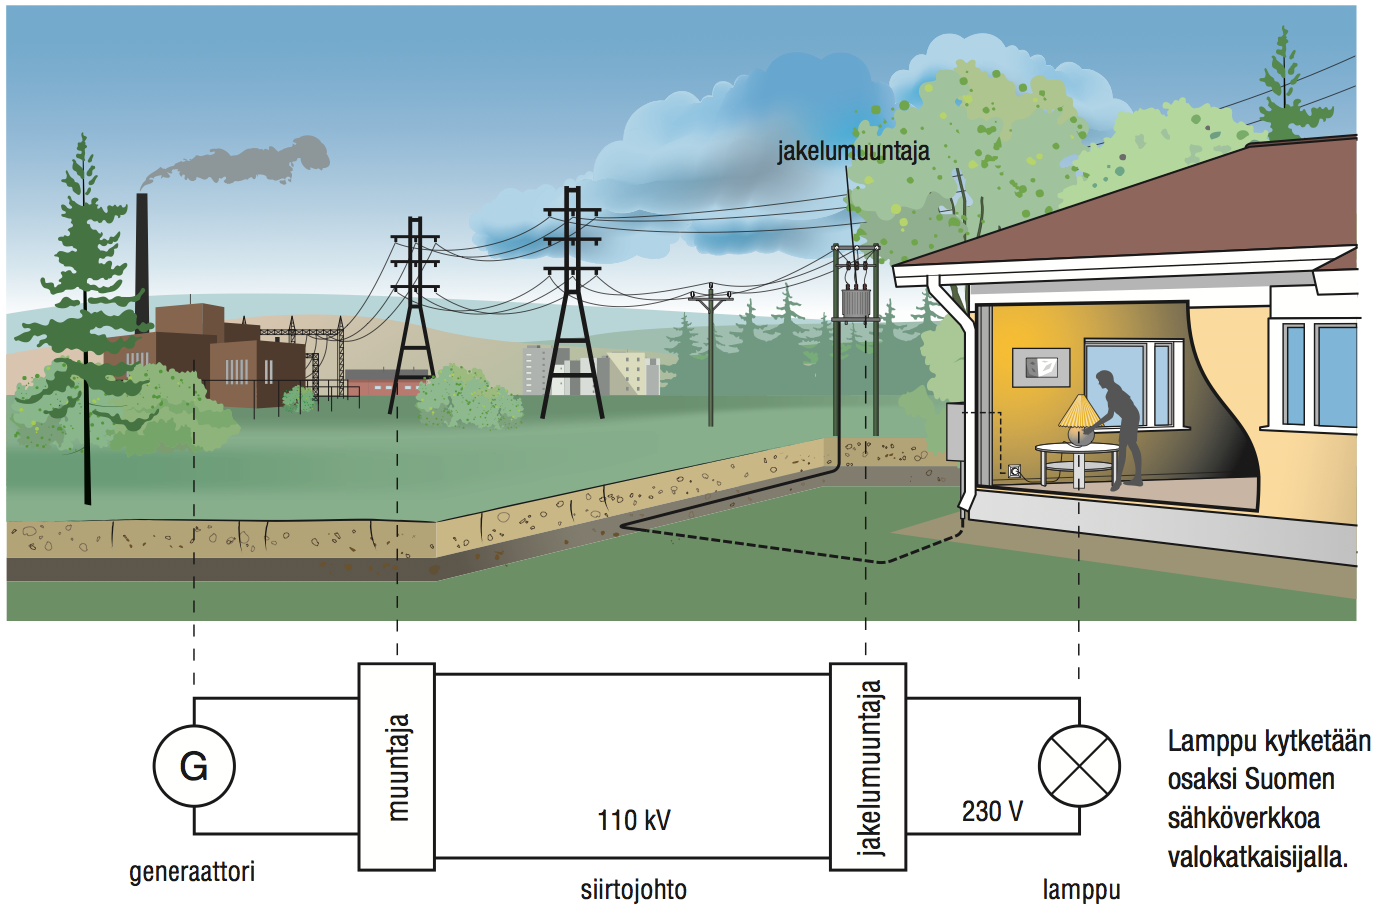 jakelumuuntaja
G
muuntaja
110 kV
jakelumuuntaja
230 V
generaattori
siirtojohto
lamppu
Lamppu kytketään
osaksi Suomen
sähköverkkoa
valokatkaisijalla.